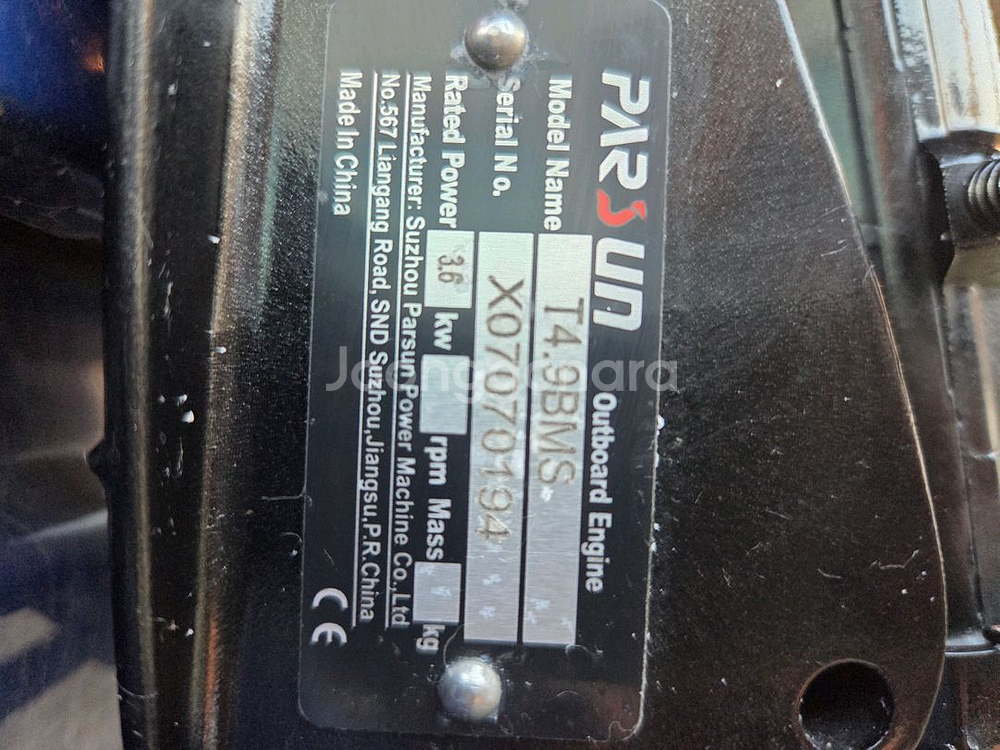 PARSUN
Outboard Engine
Model Name T4.9BMS
Serial No. X07070194
Rated Power 3.6 kw rpm Mass kg
Manufacturer: Suzhou Parsun Power Machine Co.,Ltd
No.567 Liangang Road, SND Suzhou,Jiangsu,P.R.China
Made In China
CE